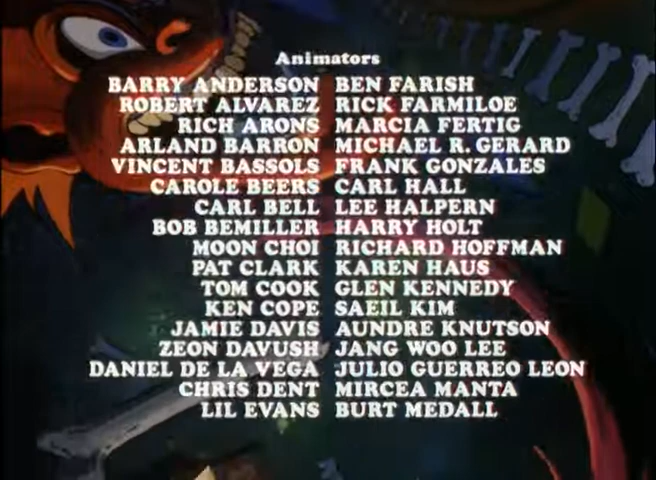 Animators
BARRY ANDERSON BEN FARISH
ROBERT ALVAREZ RICK FARMILOE
RICH ARONS MARCIA FERTIG
ARLAND BARRON MICHAEL R. GERARD
VINCENT BASSOLS FRANK GONZALES
CAROLE BEERS CARL HALL
CARL BELL LEE HALPERN
BOB BEMILLER HARRY HOLT
MOON CHOI RICHARD HOFFMAN
PAT CLARK KAREN HAUS
TOM COOK GLEN KENNEDY
KEN COPE SAEIL KIM
JAMIE DAVIS AUNDRE KNUTSON
ZEON DAVUSH JANG WOO LEE
DANIEL DE LA VEGA JULIO GUERREO LEON
CHRIS DENT MIRCEA MANTA
LIL EVANS BURT MEDALL